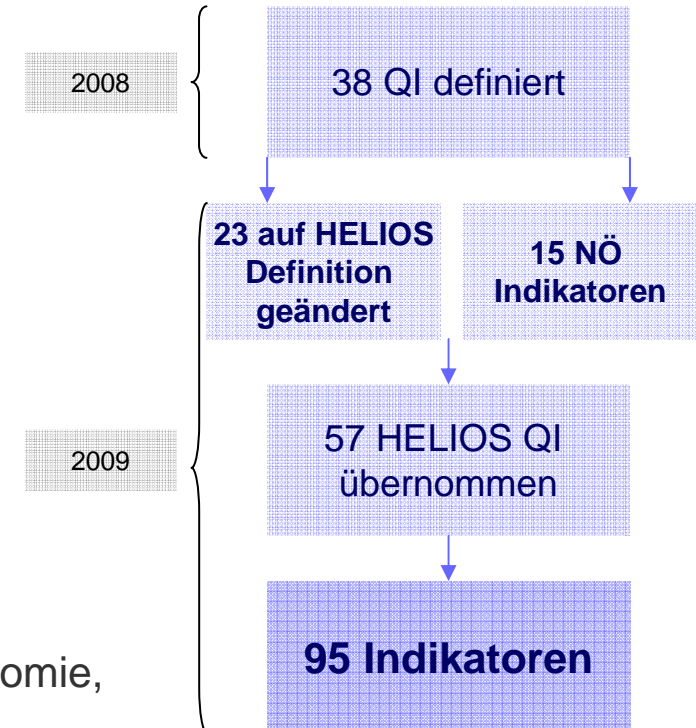 2008
38 QI definiert
23 auf HELIOS
Definition
geändert
15 NÖ
Indikatoren
2009
57 HELIOS QI
übernommen
95 Indikatoren
omie,